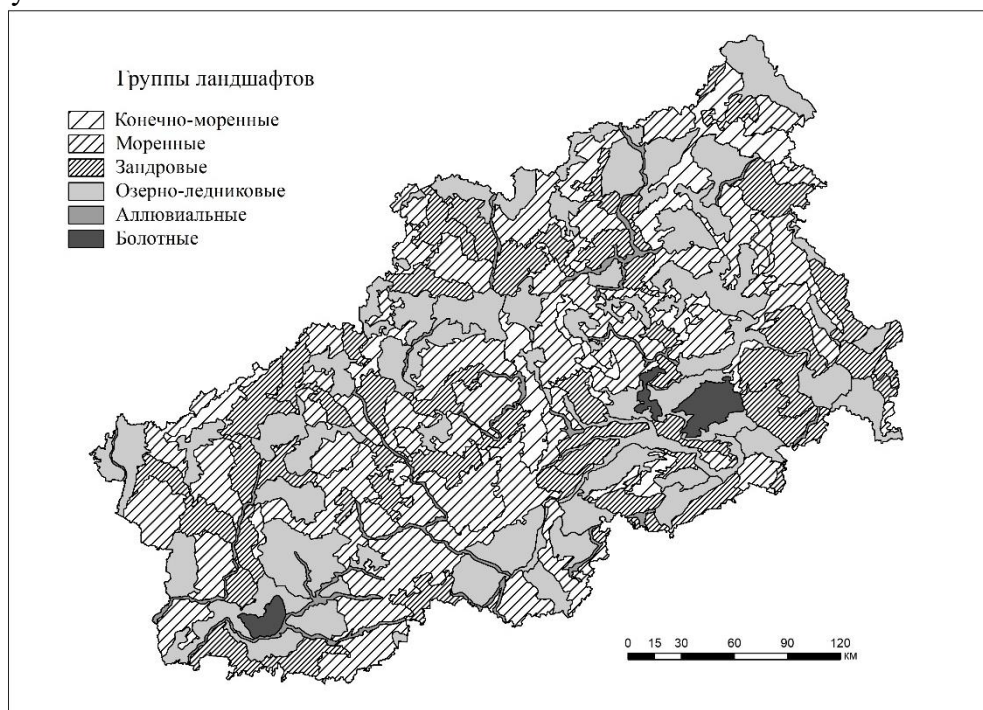 у
Группы ландшафтов
Конечно-моренные
Моренные
Зандровые
Озерно-ледниковые
Аллювиальные
Болотные
0 15 30 60 90 120
км